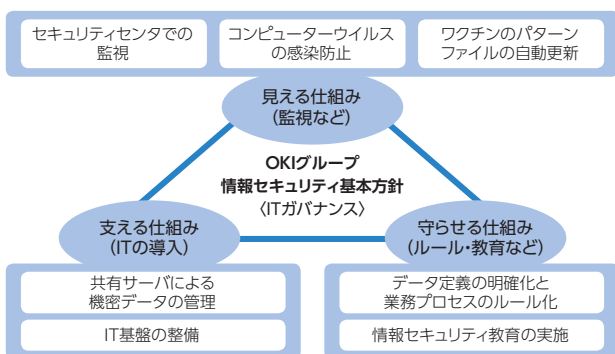 セキュリティセンタでの
監視
コンピューターウイルス
の感染防止
ワクチンのパターン
ファイルの自動更新
見える仕組み
(監視など)
OKIグループ
情報セキュリティ基本方針
〈ITガバナンス〉
支える仕組み
(ITの導入)
守らせる仕組み
(ルール・教育など)
共有サーバによる
機密データの管理
IT基盤の整備
データ定義の明確化と
業務プロセスのルール化
情報セキュリティ教育の実施